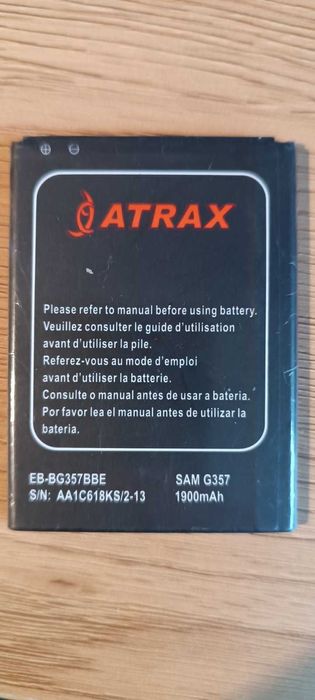 ATRAX
Please refer to manual before using battery.
Veuillez consulter le guide d'utilisation
avant d'utiliser la pile.
Referez-vous au mode d'emploi
avant d'utiliser la batterie.
Consulte o manual antes de usar a bateria.
Por favor lea el manual antes de utilizar la
bateria.
EB-BG357BBE SAM G357
S/N: AA1C618KS/2-13 1900mAh